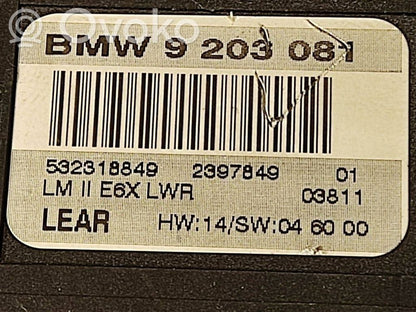 Ovoko
BMW 9 203 081
532318849 2397849 01
LM II E6X LWR 03811
LEAR HW:14/SW:04 60 00